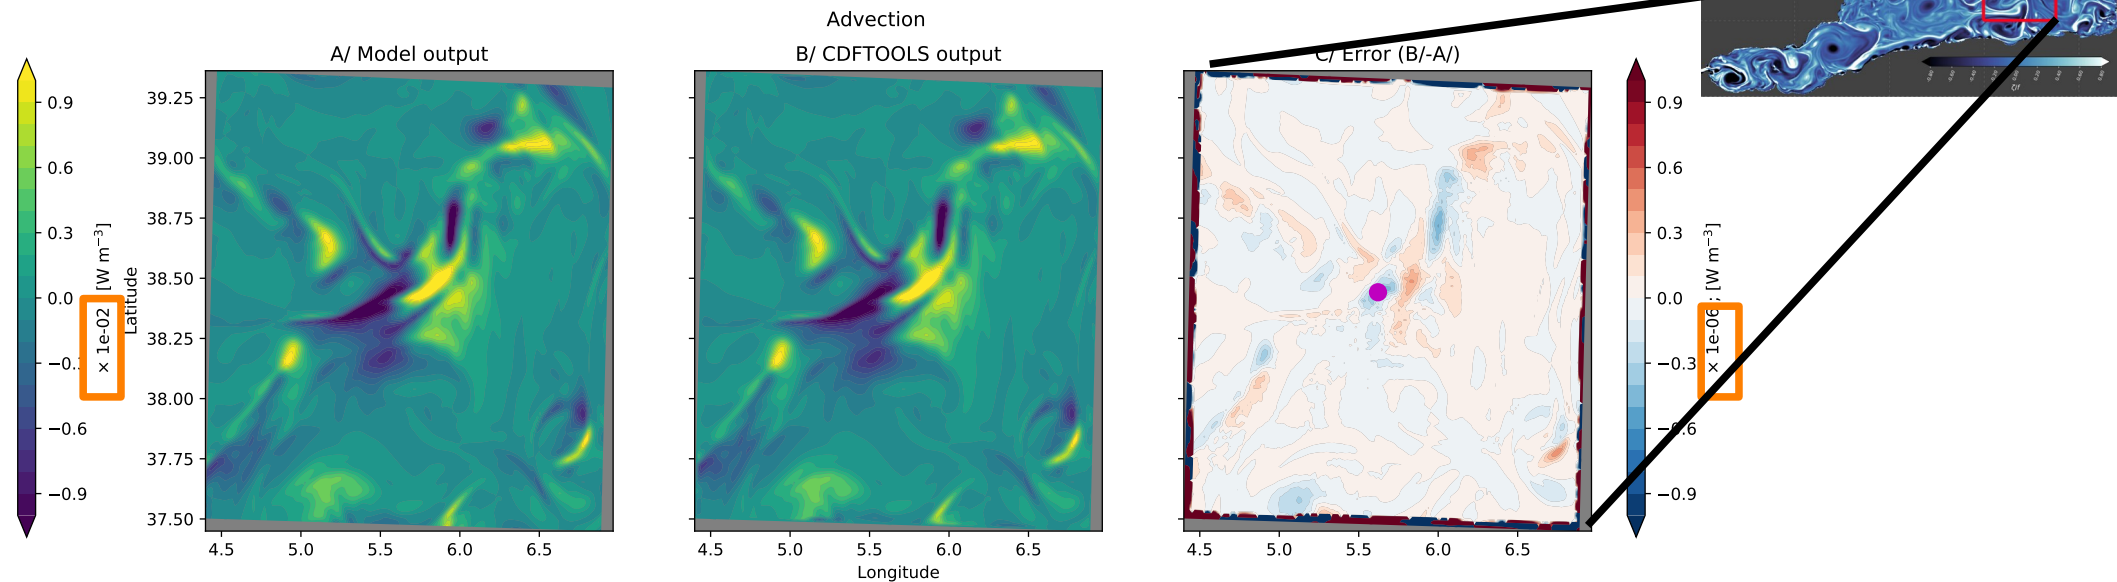 Advection
A/ Model output
B/ CDFTOOLS output
C/ Error (B/-A/)
0.9
0.6
0.3
0.0
−0.
−0.6
−0.9
× 1e-02 [W m⁻³]
Latitude
39.25
39.00
38.75
38.50
38.25
38.00
37.75
37.50
4.5 5.0 5.5 6.0 6.5
4.5 5.0 5.5 6.0 6.5
4.5 5.0 5.5 6.0 6.5
Longitude
0.9
0.6
0.3
0.0
−0.3
−0.6
−0.9
× 1e-06; [W m⁻³]
ζ/f